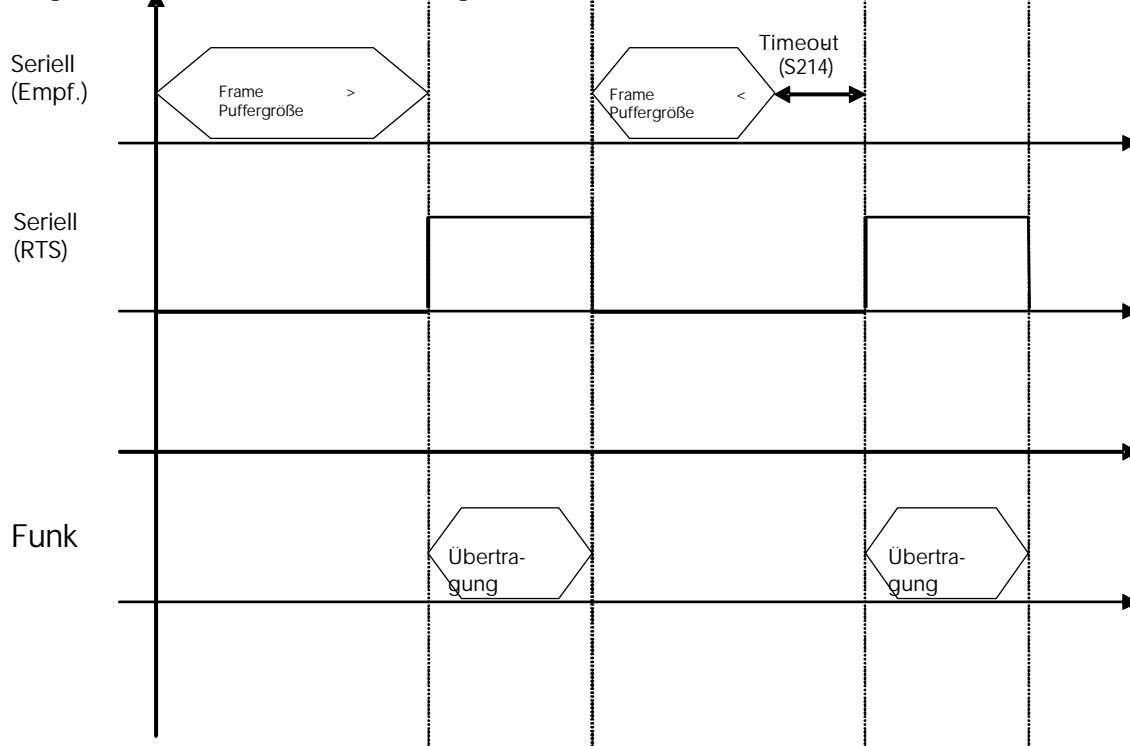 Timeout
(S214)
Seriell
(Empf.)
Frame >
Puffergröße
Frame <
Puffergröße
Seriell
(RTS)
Funk
Übertra-
gung
Übertra-
gung